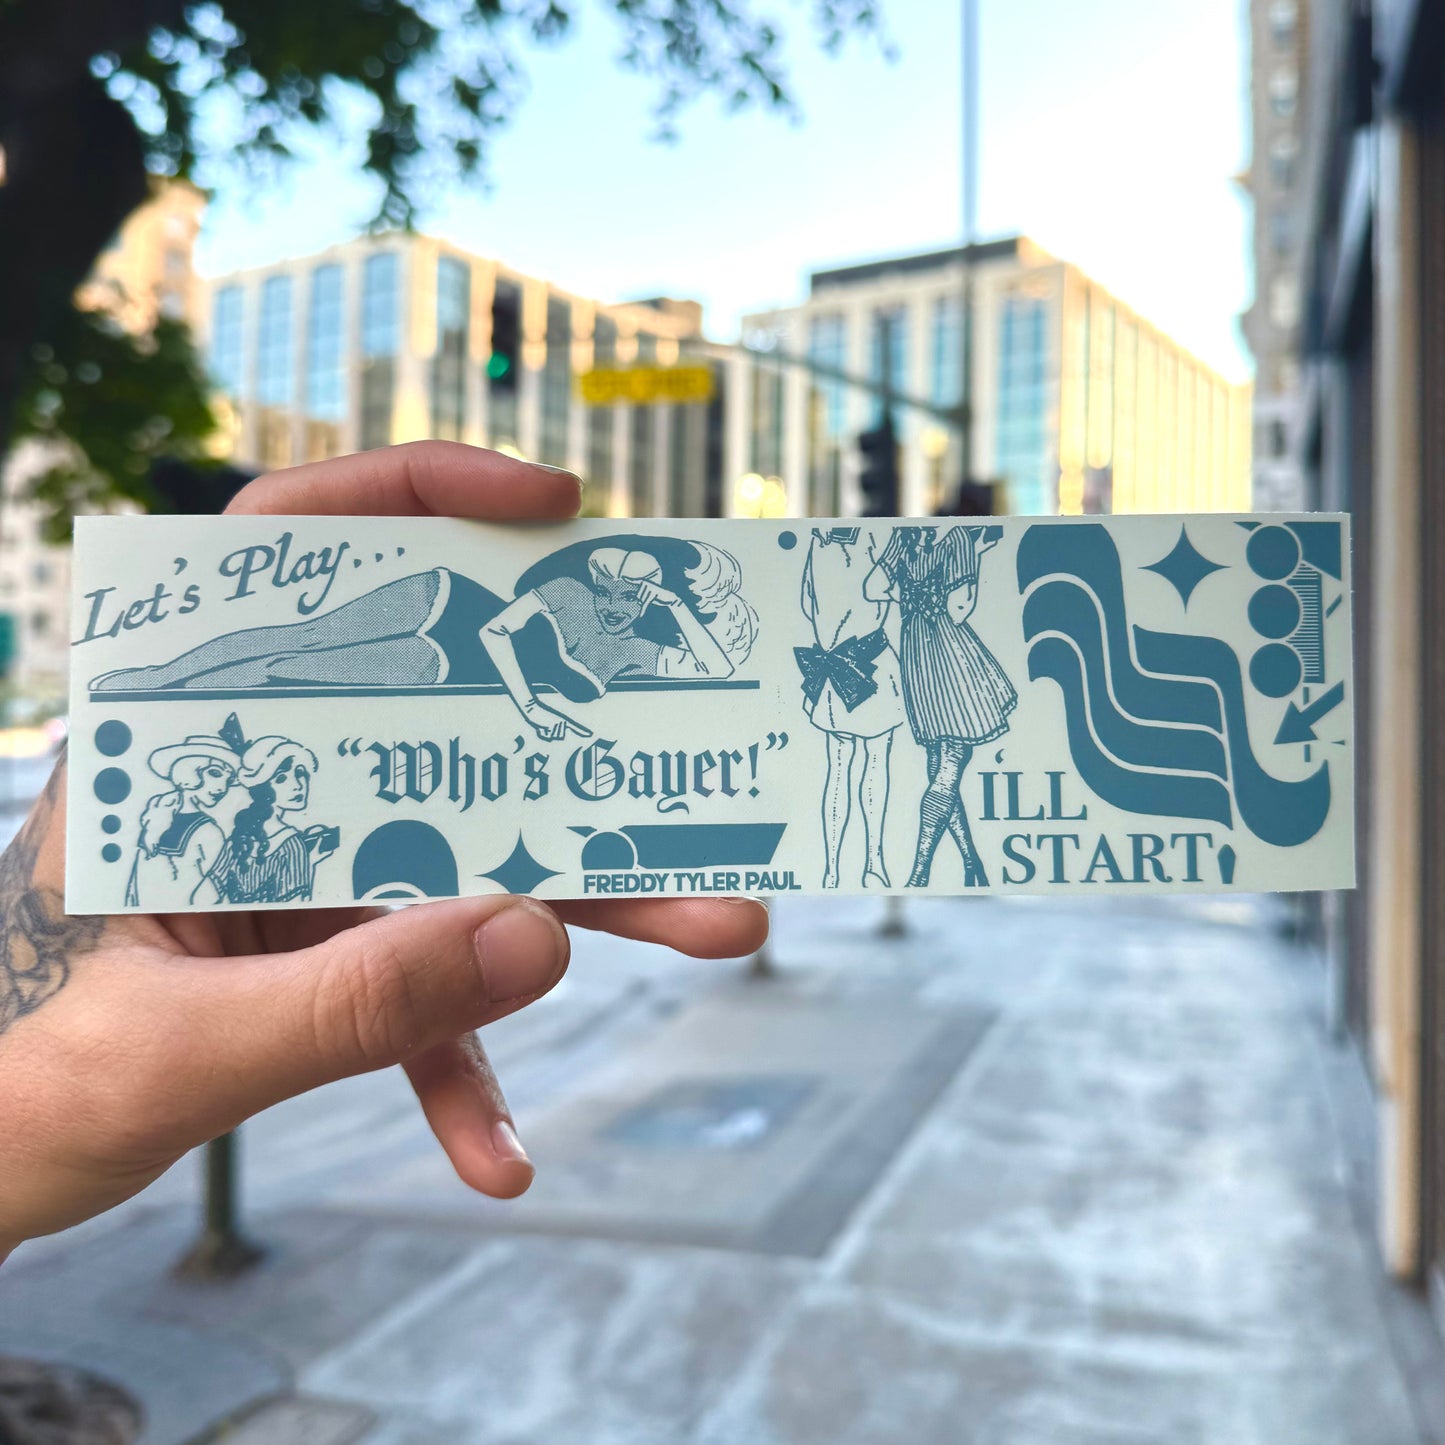 Let's Play...
"Who's Gayer!"
FREDDY TYLER PAUL
I'LL
START